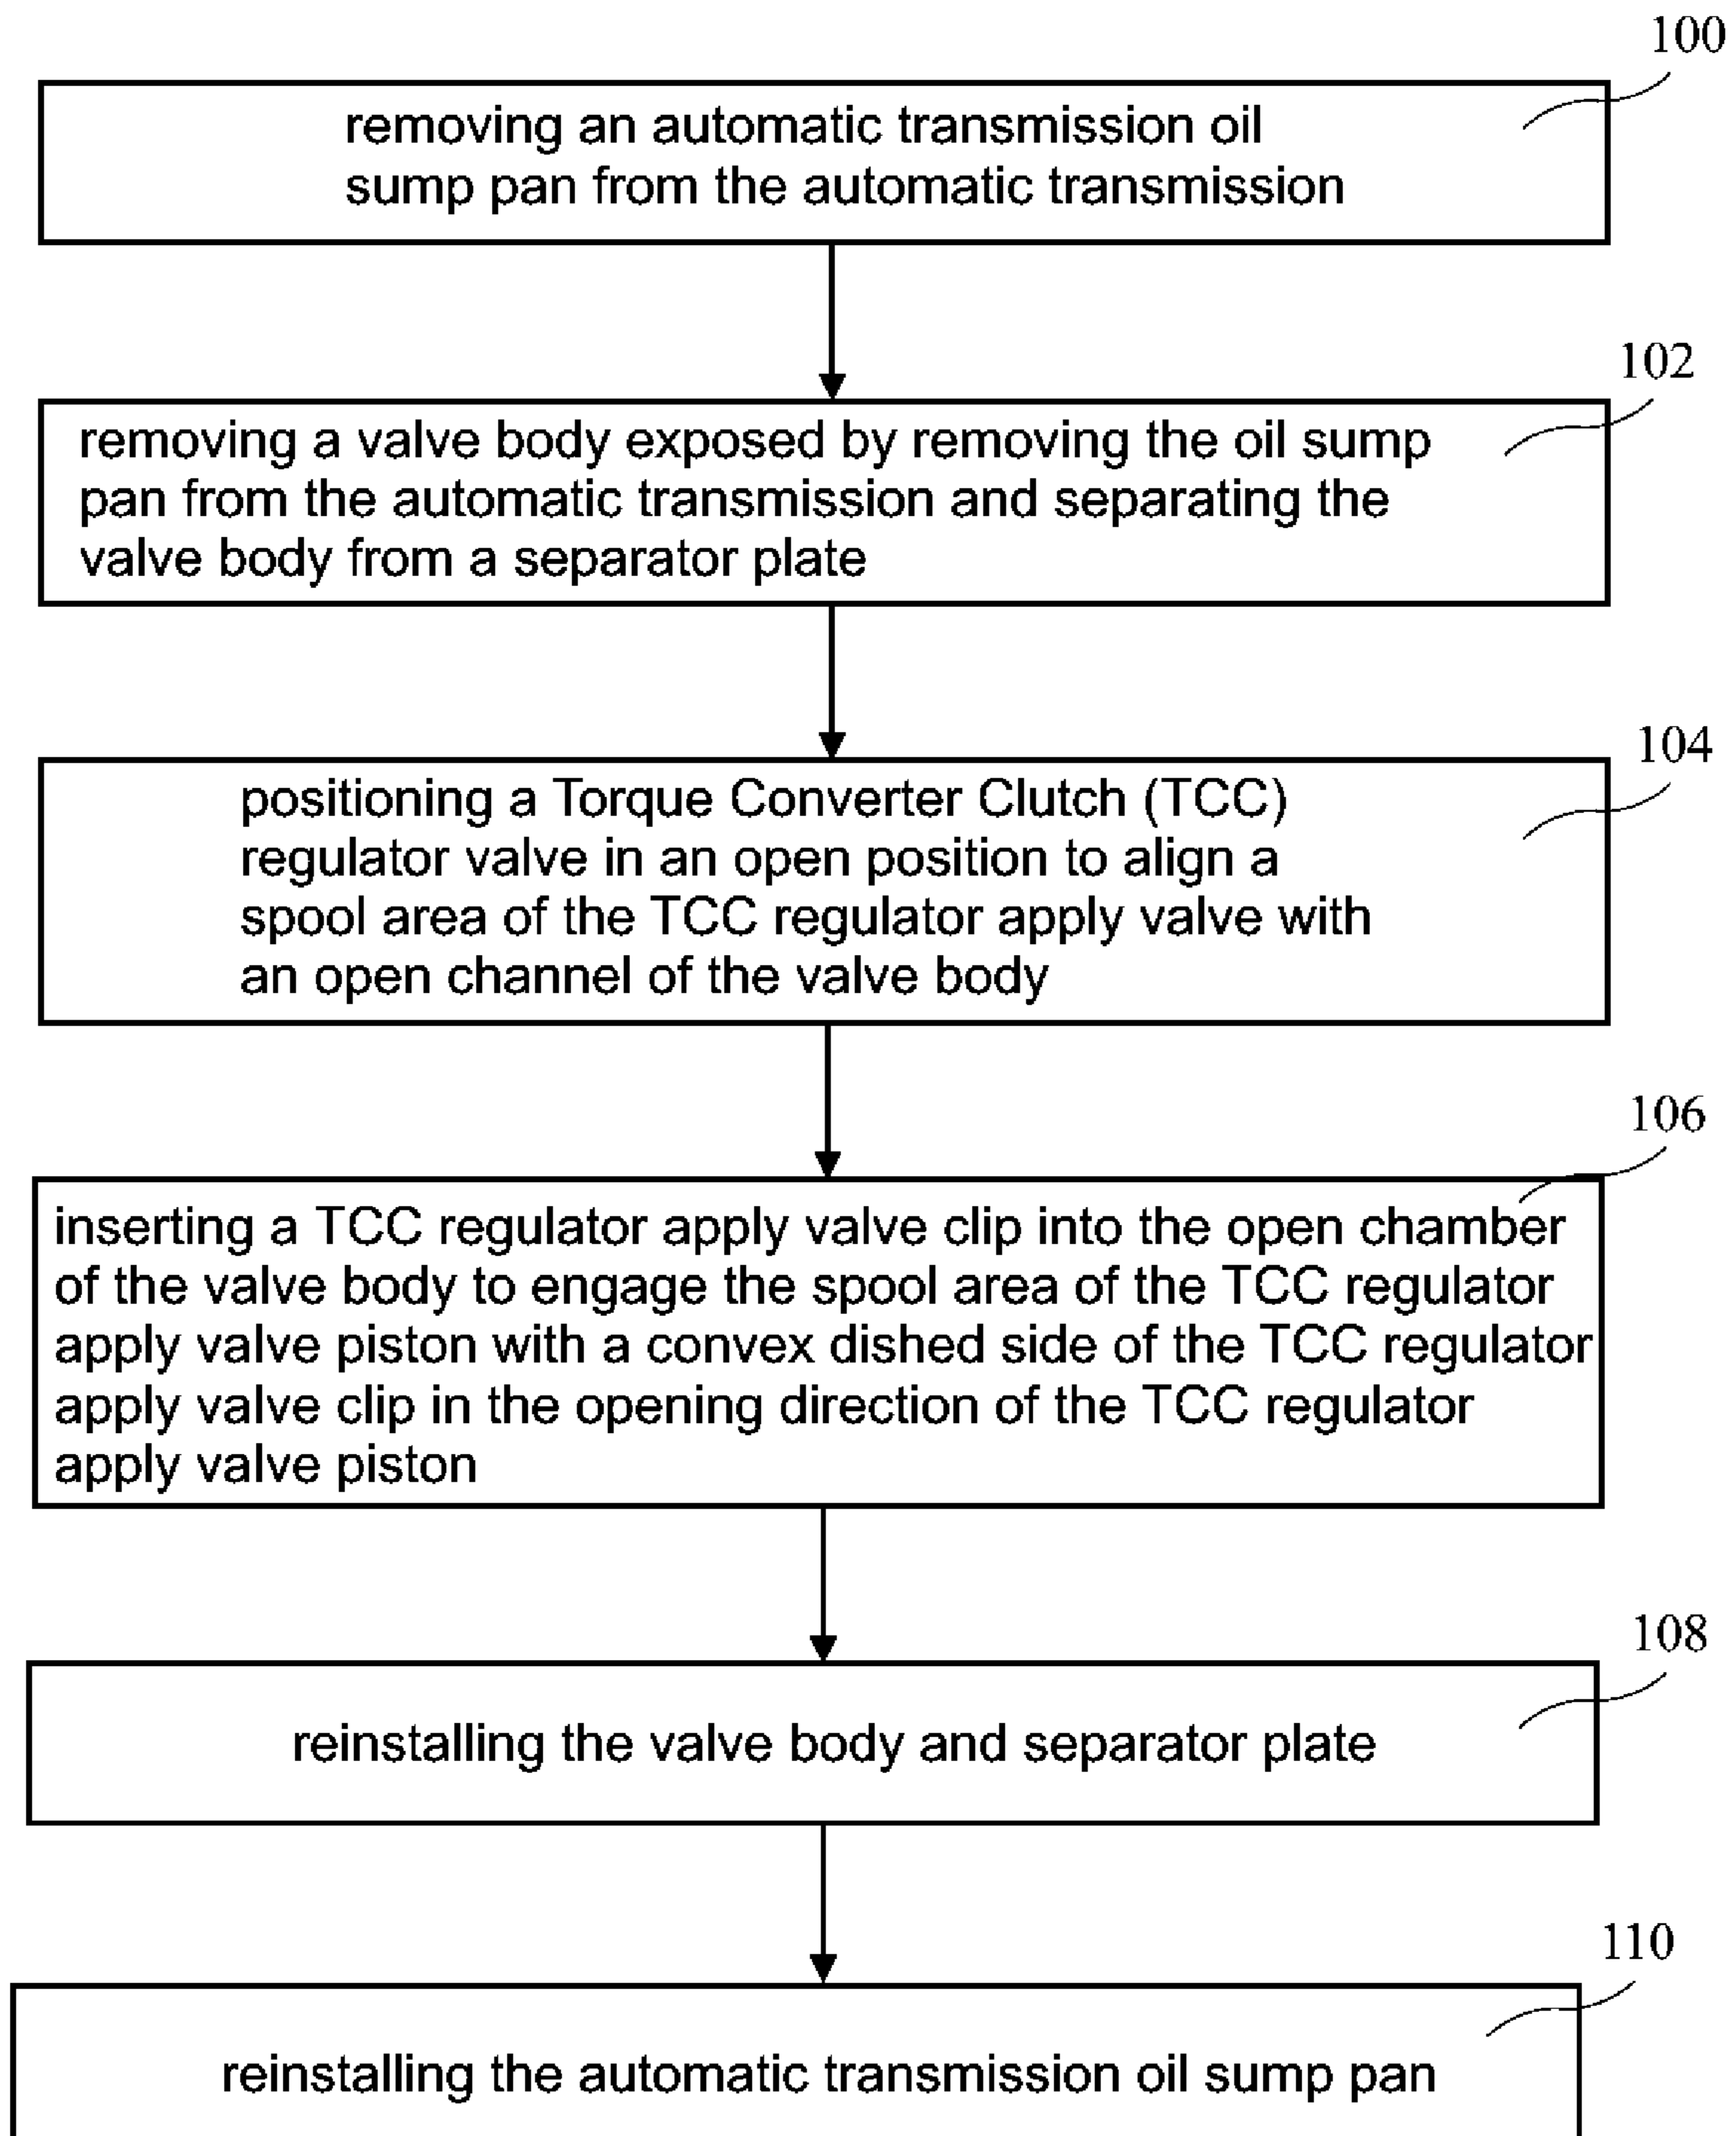 100
removing an automatic transmission oil
sump pan from the automatic transmission
102
removing a valve body exposed by removing the oil sump
pan from the automatic transmission and separating the
valve body from a separator plate
104
positioning a Torque Converter Clutch (TCC)
regulator valve in an open position to align a
spool area of the TCC regulator apply valve with
an open channel of the valve body
106
inserting a TCC regulator apply valve clip into the open chamber
of the valve body to engage the spool area of the TCC regulator
apply valve piston with a convex dished side of the TCC regulator
apply valve clip in the opening direction of the TCC regulator
apply valve piston
108
reinstalling the valve body and separator plate
110
reinstalling the automatic transmission oil sump pan